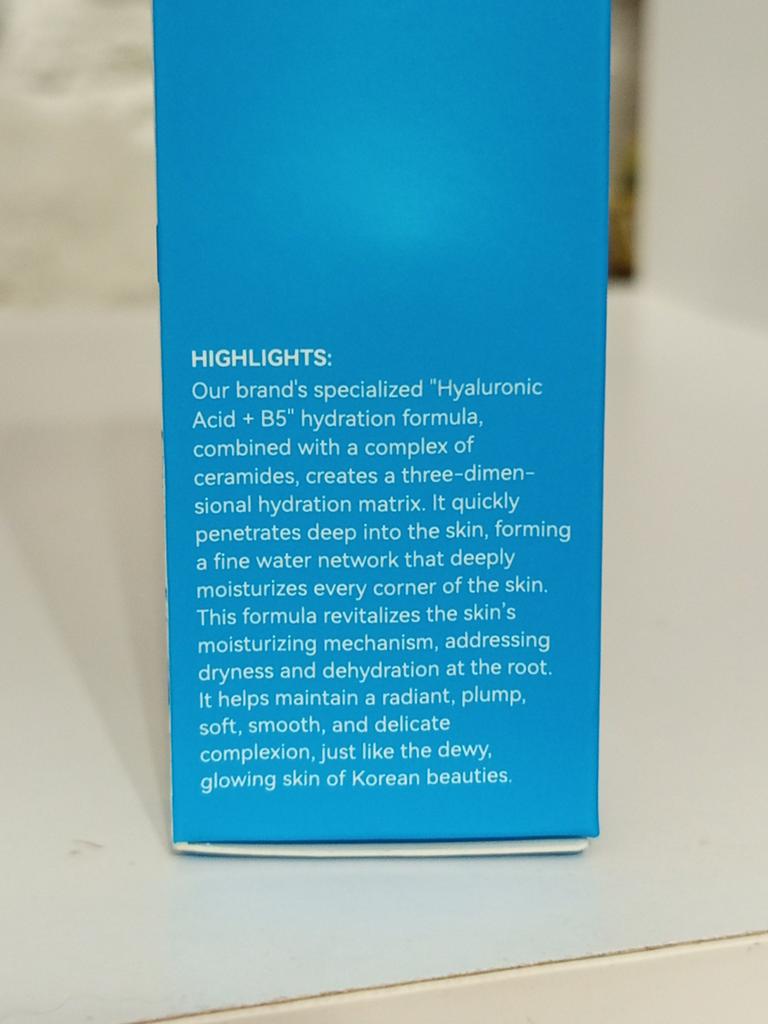 HIGHLIGHTS:
Our brand's specialized "Hyaluronic
Acid + B5" hydration formula,
combined with a complex of
ceramides, creates a three-dimen-
sional hydration matrix. It quickly
penetrates deep into the skin, forming
a fine water network that deeply
moisturizes every corner of the skin.
This formula revitalizes the skin's
moisturizing mechanism, addressing
dryness and dehydration at the root.
It helps maintain a radiant, plump,
soft, smooth, and delicate
complexion, just like the dewy,
glowing skin of Korean beauties.